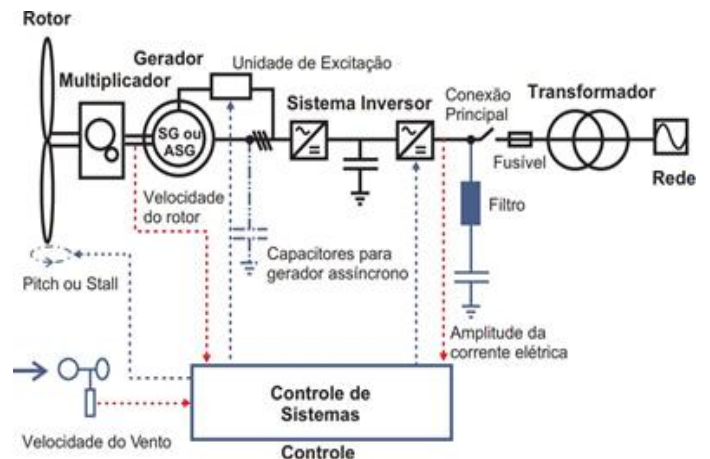 Rotor
Gerador
Unidade de Excitação
Multiplicador
Sistema Inversor
Conexão
Principal
Transformador
SG ou
ASG
Fusível
Rede
Velocidade
do rotor
Filtro
Capacitores para
gerador assíncrono
Pitch ou Stall
Amplitude da
corrente elétrica
Controle de
Sistemas
Velocidade do Vento
Controle